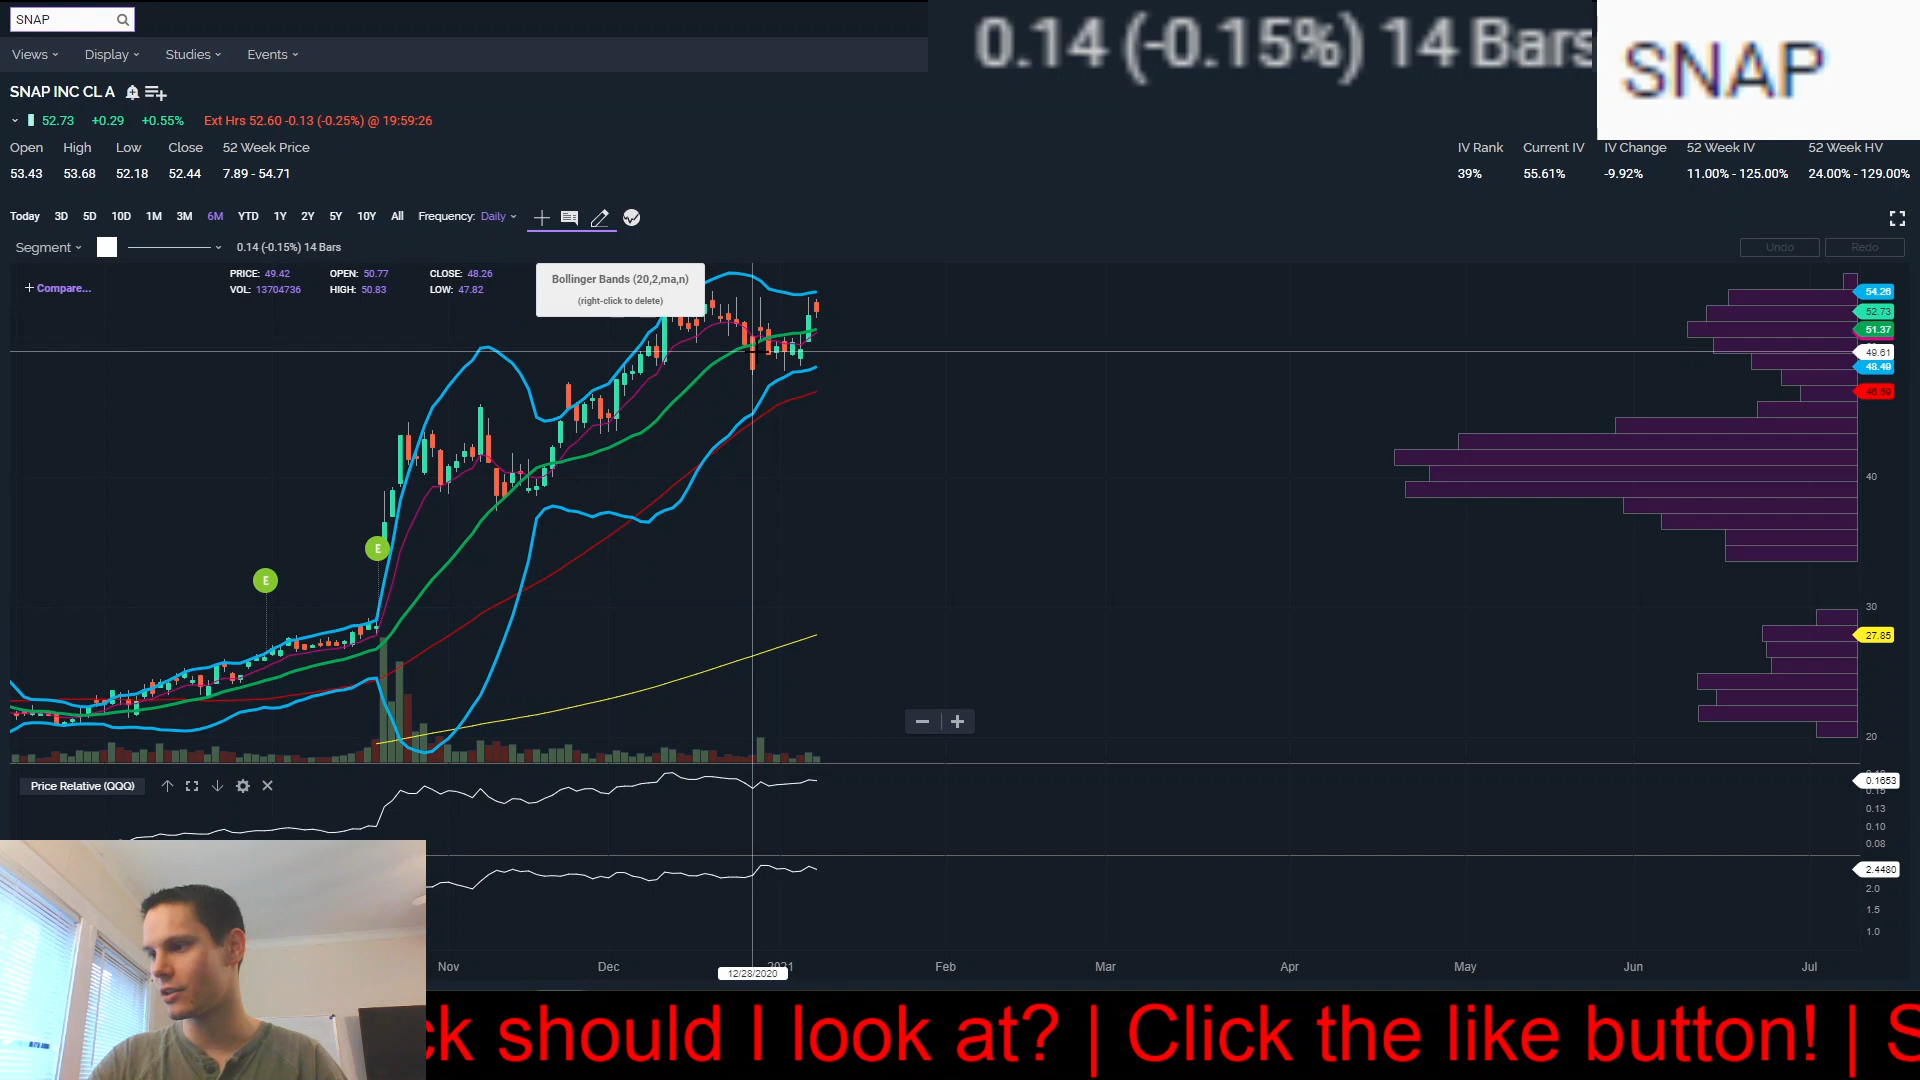 SNAP
0.14 (-0.15%) 14 Bars
SNAP
Views Display Studies Events
SNAP INC CL A
52.73 +0.29 +0.55% Ext Hrs 52.60 -0.13 (-0.25%) @ 19:59:26
Open High Low Close 52 Week Price
53.43 53.68 52.18 52.44 7.89 - 54.71
IV Rank Current IV IV Change 52 Week IV 52 Week HV
39% 55.61% -9.92% 11.00% - 125.00% 24.00% - 129.00%
Today 3D 5D 10D 1M 3M 6M YTD 1Y 2Y 5Y 10Y All Frequency: Daily
Segment 0.14 (-0.15%) 14 Bars Undo Redo
+ Compare...
PRICE: 49.42 OPEN: 50.77 CLOSE: 48.26
VOL: 13704736 HIGH: 50.83 LOW: 47.82
Bollinger Bands (20,2,ma,n)
(right-click to delete)
54.26
52.73
51.37
49.61
48.49
40
E
E
30
27.85
20
Price Relative (QQQ)
0.1653
0.15
0.13
0.10
0.08
2.4480
2.0
1.5
1.0
Nov Dec 12/28/2020 2021 Feb Mar Apr May Jun Jul
ck should I look at? | Click the like button! | S